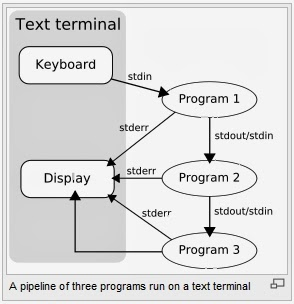 Text terminal
Keyboard
stdin
Program 1
stderr
stdout/stdin
Display
stderr
Program 2
stdout/stdin
stderr
Program 3
A pipeline of three programs run on a text terminal